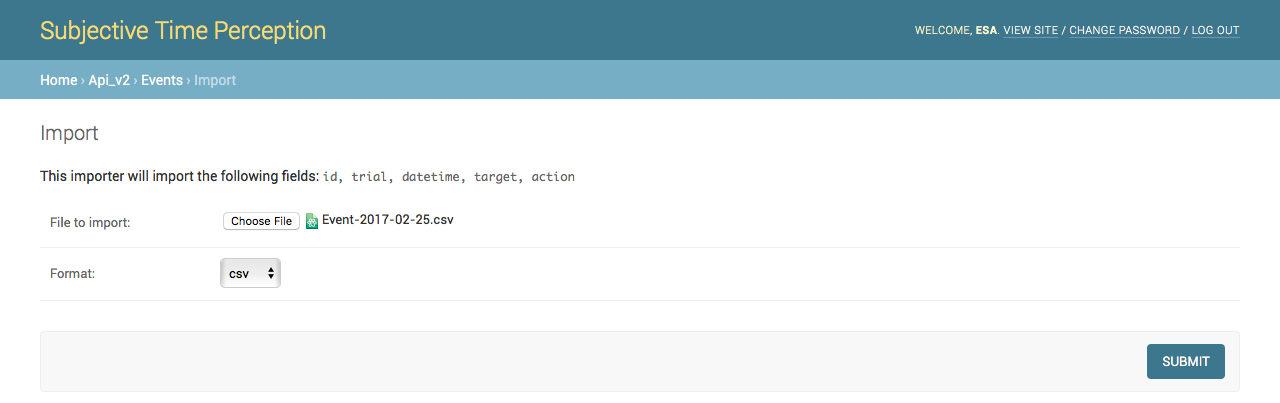 Subjective Time Perception
WELCOME, ESA. VIEW SITE / CHANGE PASSWORD / LOG OUT
Home › Api_v2 › Events › Import
Import
This importer will import the following fields: id, trial, datetime, target, action
File to import: Choose File Event-2017-02-25.csv
Format: csv
SUBMIT